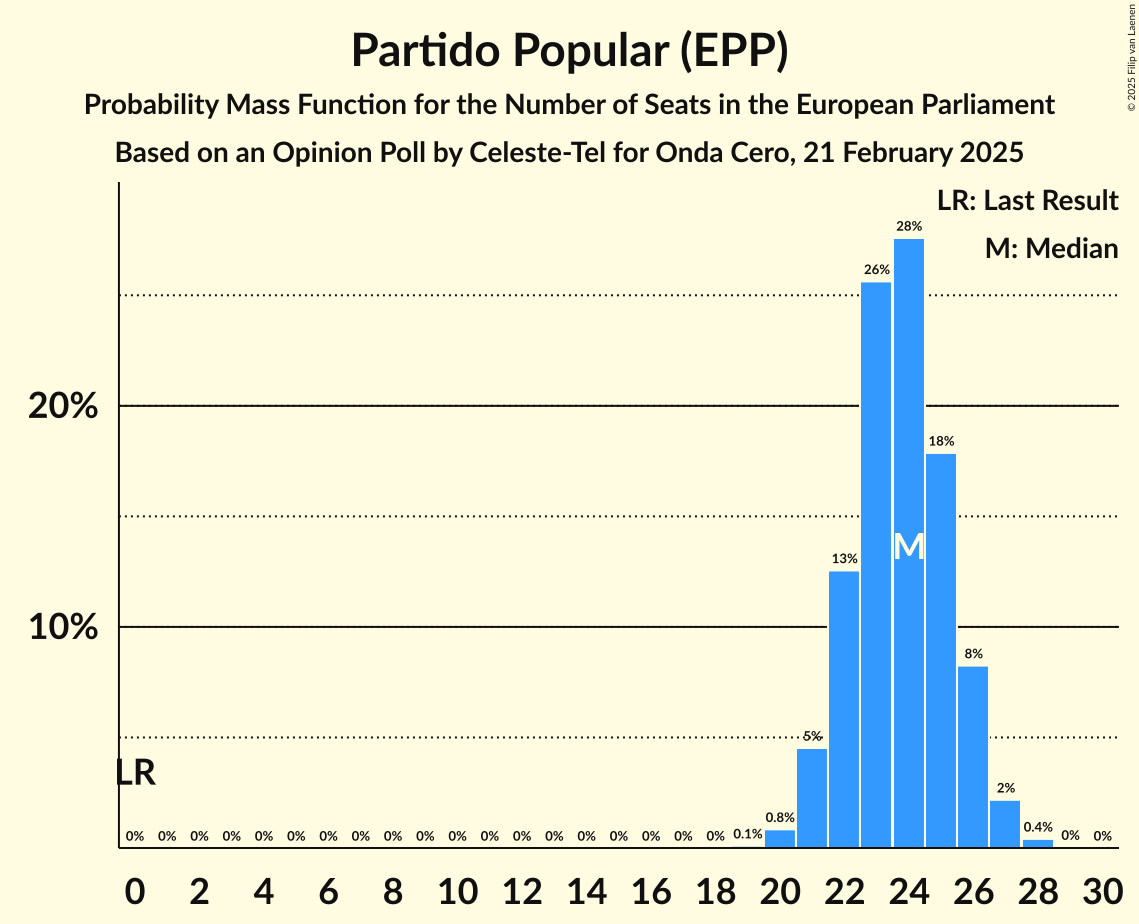 © 2025 Filip van Laenen
Partido Popular (EPP)
Probability Mass Function for the Number of Seats in the European Parliament
Based on an Opinion Poll by Celeste-Tel for Onda Cero, 21 February 2025
LR: Last Result
M: Median
28%
26%
20%
18%
M
13%
10%
8%
5%
LR
2%
0% 0% 0% 0% 0% 0% 0% 0% 0% 0% 0% 0% 0% 0% 0% 0% 0% 0% 0% 0.1% 0.8% 0.4% 0% 0%
0 2 4 6 8 10 12 14 16 18 20 22 24 26 28 30